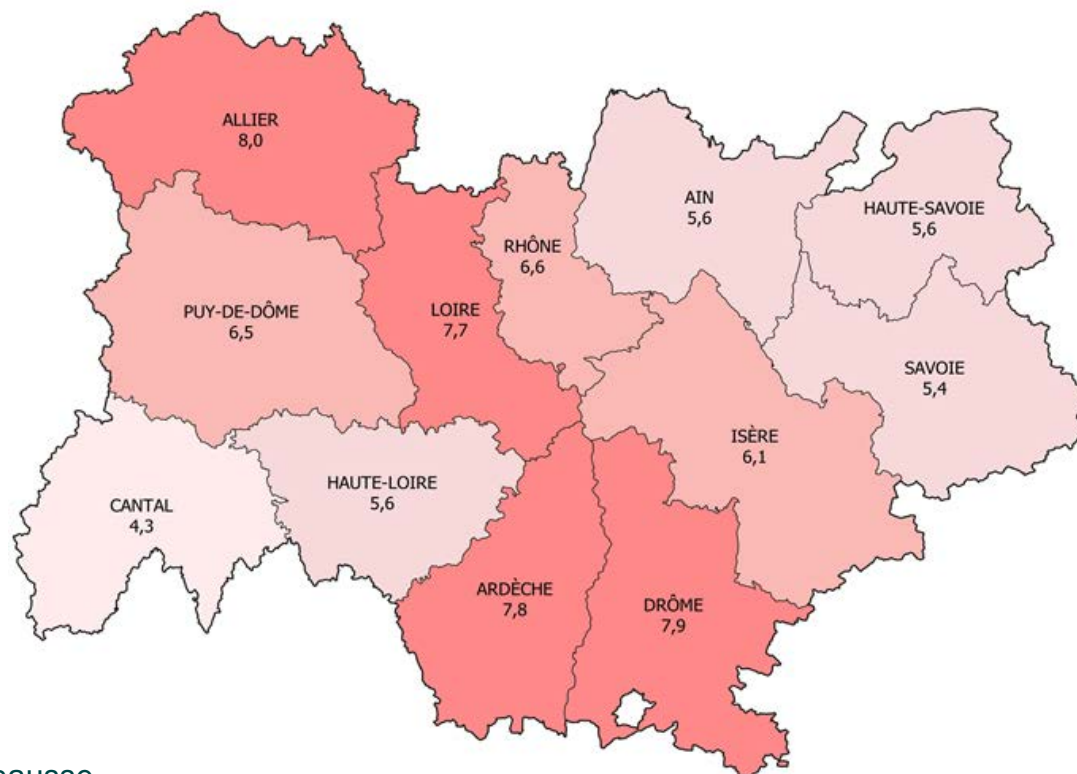 ALLIER
8,0
AIN
5,6
HAUTE-SAVOIE
5,6
RHÔNE
6,6
PUY-DE-DÔME
6,5
LOIRE
7,7
SAVOIE
5,4
ISÈRE
6,1
HAUTE-LOIRE
5,6
CANTAL
4,3
ARDÈCHE
7,8
DRÔME
7,9